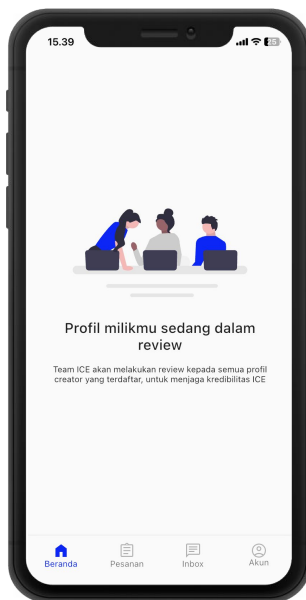 15.39
25
Profil milikmu sedang dalam
review
Team ICE akan melakukan review kepada semua profil
creator yang terdaftar, untuk menjaga kredibilitas ICE
Beranda
Pesanan
Inbox
Akun